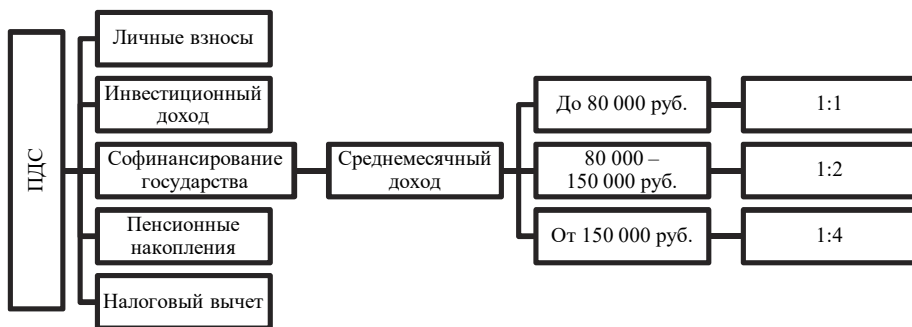 ПДС
Личные взносы
Инвестиционный
доход
Софинансирование
государства
Пенсионные
накопления
Налоговый вычет
Среднемесячный
доход
До 80 000 руб.
1:1
80 000 –
150 000 руб.
1:2
От 150 000 руб.
1:4